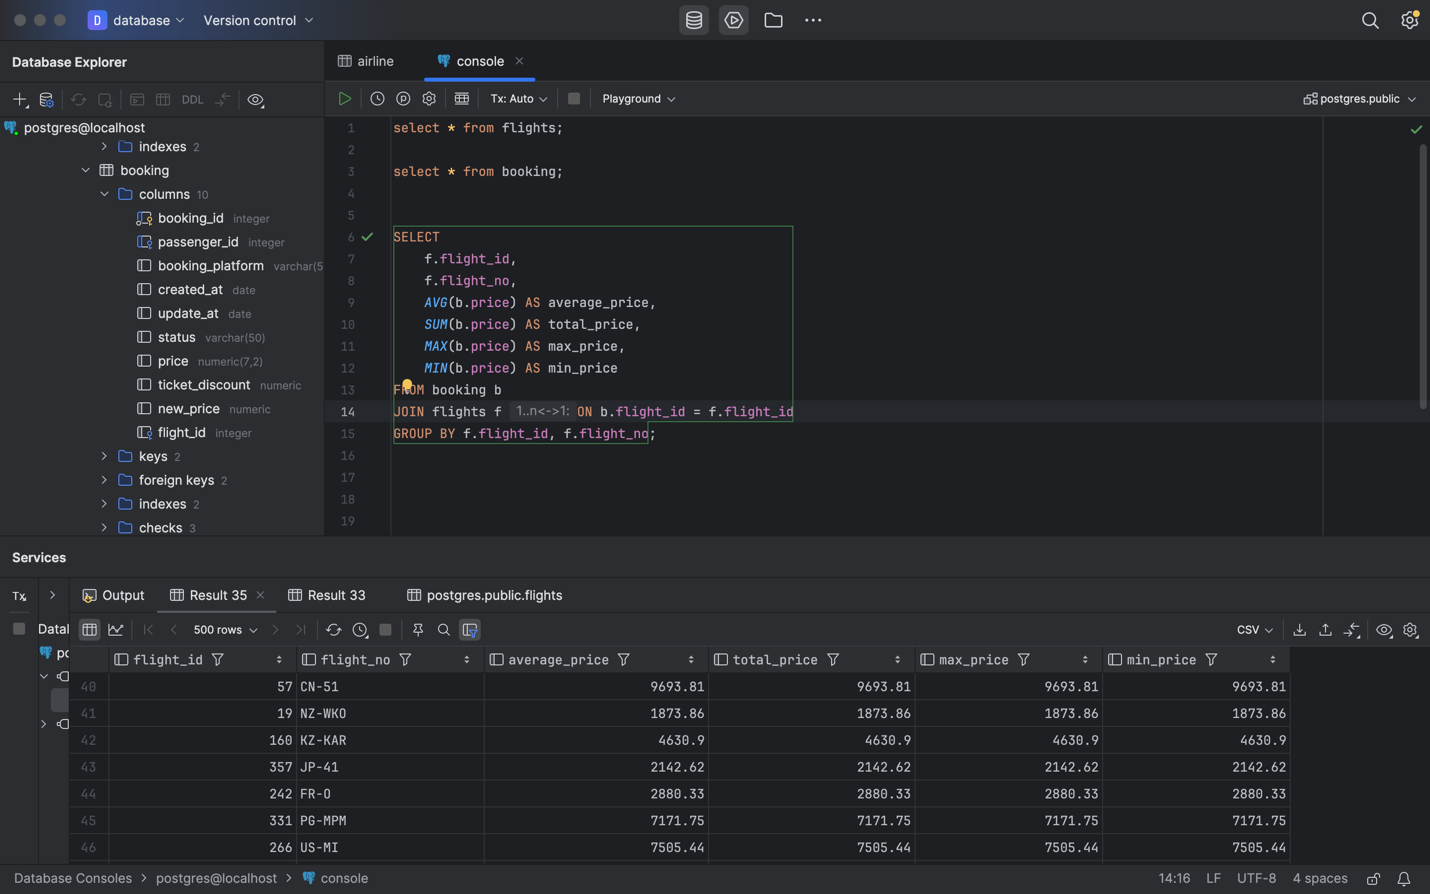 D database Version control
Database Explorer
airline
console
DDL
Tx: Auto
Playground
postgres.public
postgres@localhost
indexes 2
booking
columns 10
booking_id integer
passenger_id integer
booking_platform varchar(5
created_at date
update_at date
status varchar(50)
price numeric(7,2)
ticket_discount numeric
new_price numeric
flight_id integer
keys 2
foreign keys 2
indexes 2
checks 3
1 select * from flights;
2
3 select * from booking;
4
5
6 SELECT
7 f.flight_id,
8 f.flight_no,
9 AVG(b.price) AS average_price,
10 SUM(b.price) AS total_price,
11 MAX(b.price) AS max_price,
12 MIN(b.price) AS min_price
13 FROM booking b
14 JOIN flights f 1..n<->1: ON b.flight_id = f.flight_id
15 GROUP BY f.flight_id, f.flight_no;
16
17
18
19
Services
Tx
Output
Result 35
Result 33
postgres.public.flights
Datal
po
500 rows
CSV
flight_id flight_no average_price total_price max_price min_price
40 57 CN-51 9693.81 9693.81 9693.81 9693.81
41 19 NZ-WKO 1873.86 1873.86 1873.86 1873.86
42 160 KZ-KAR 4630.9 4630.9 4630.9 4630.9
43 357 JP-41 2142.62 2142.62 2142.62 2142.62
44 242 FR-O 2880.33 2880.33 2880.33 2880.33
45 331 PG-MPM 7171.75 7171.75 7171.75 7171.75
46 266 US-MI 7505.44 7505.44 7505.44 7505.44
Database Consoles > postgres@localhost > console
14:16 LF UTF-8 4 spaces